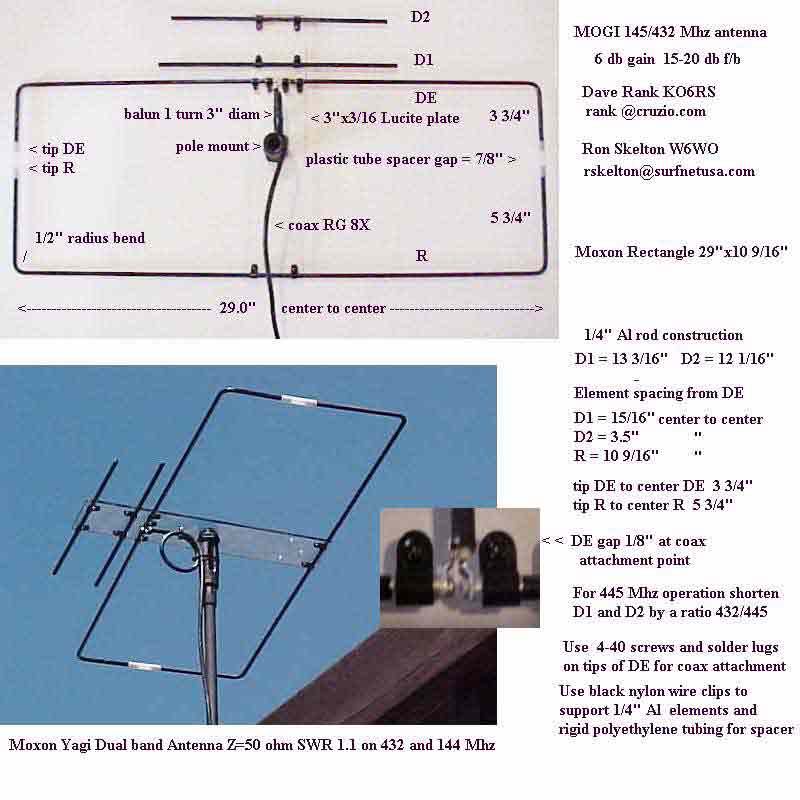 D2
MOGI 145/432 Mhz antenna
6 db gain 15-20 db f/b
D1
DE
Dave Rank KO6RS
rank @cruzio.com
balun 1 turn 3" diam >
< 3"x3/16 Lucite plate
3 3/4"
< tip DE
< tip R
pole mount >
plastic tube spacer gap = 7/8" >
Ron Skelton W6WO
rskelton@surfnetusa.com
5 3/4"
< coax RG 8X
1/2" radius bend
/
R
Moxon Rectangle 29"x10 9/16"
<------------------------------------ 29.0" center to center ---------------------------->
1/4" Al rod construction
D1 = 13 3/16" D2 = 12 1/16"
Element spacing from DE
D1 = 15/16" center to center
D2 = 3.5" "
R = 10 9/16" "
tip DE to center DE 3 3/4"
tip R to center R 5 3/4"
< < DE gap 1/8" at coax
attachment point
For 445 Mhz operation shorten
D1 and D2 by a ratio 432/445
Use 4-40 screws and solder lugs
on tips of DE for coax attachment
Use black nylon wire clips to
support 1/4" Al elements and
rigid polyethylene tubing for spacer
Moxon Yagi Dual band Antenna Z=50 ohm SWR 1.1 on 432 and 144 Mhz